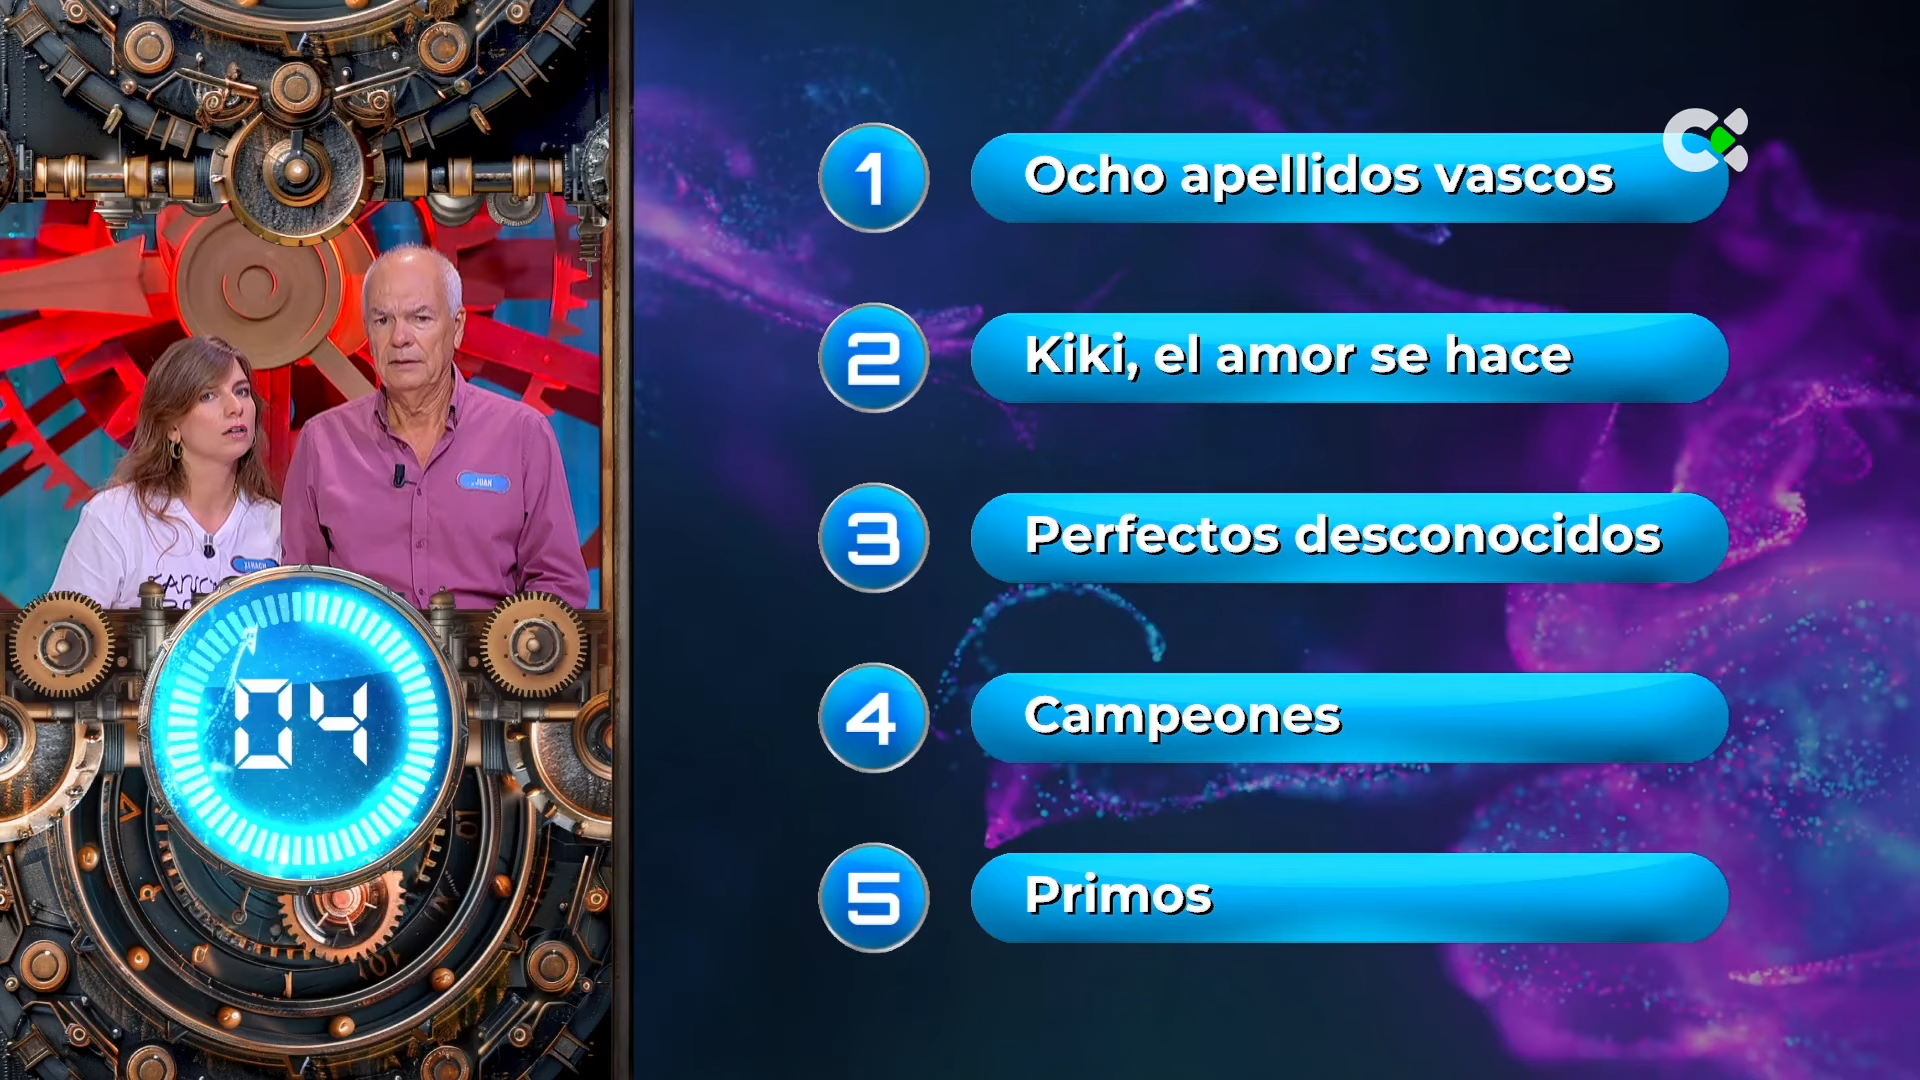 1
Ocho apellidos vascos
2
Kiki, el amor se hace
3
Perfectos desconocidos
4
Campeones
5
Primos
JUAN
04